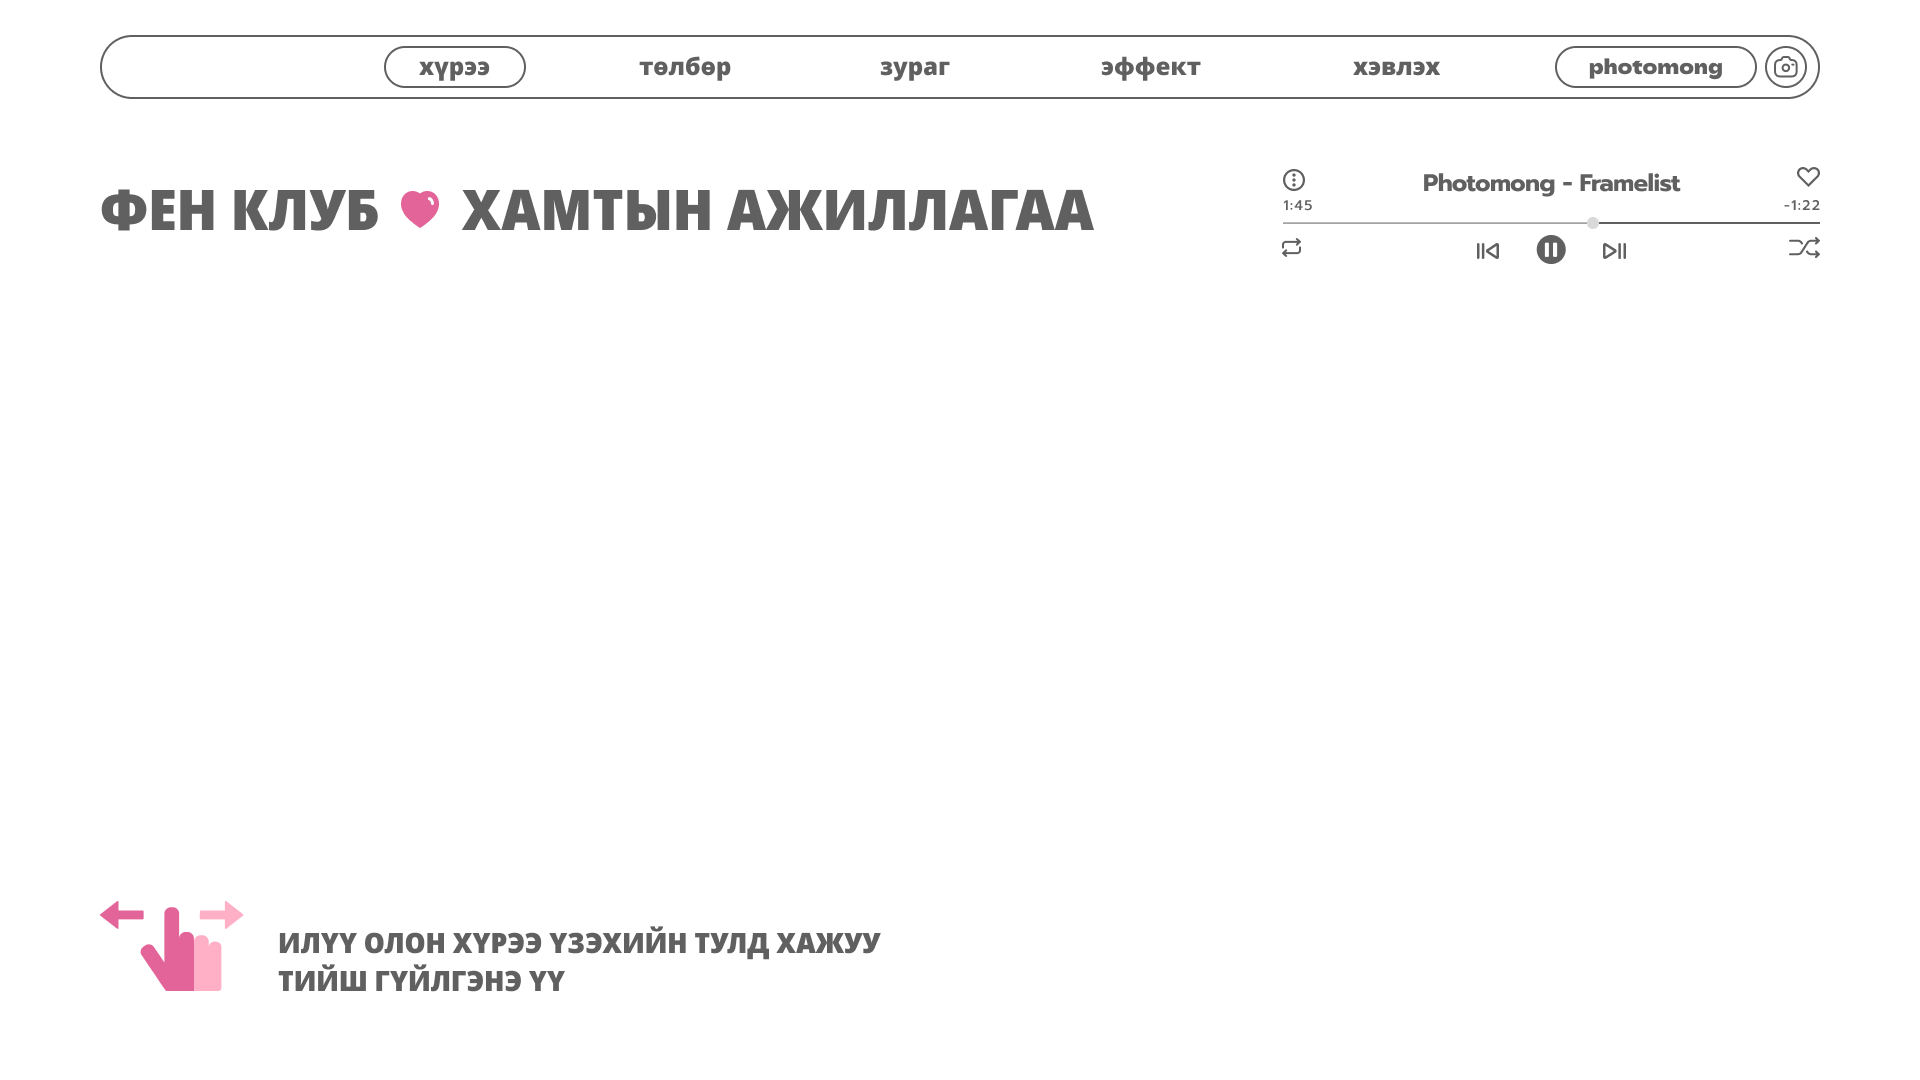 хүрээ төлбөр зураг эффект хэвлэх photomong
ФЕН КЛУБ ХАМТЫН АЖИЛЛАГАА
Photomong - Framelist
1:45 -1:22
ИЛҮҮ ОЛОН ХҮРЭЭ ҮЗЭХИЙН ТУЛД ХАЖУУ
ТИЙШ ГҮЙЛГЭНЭ ҮҮ